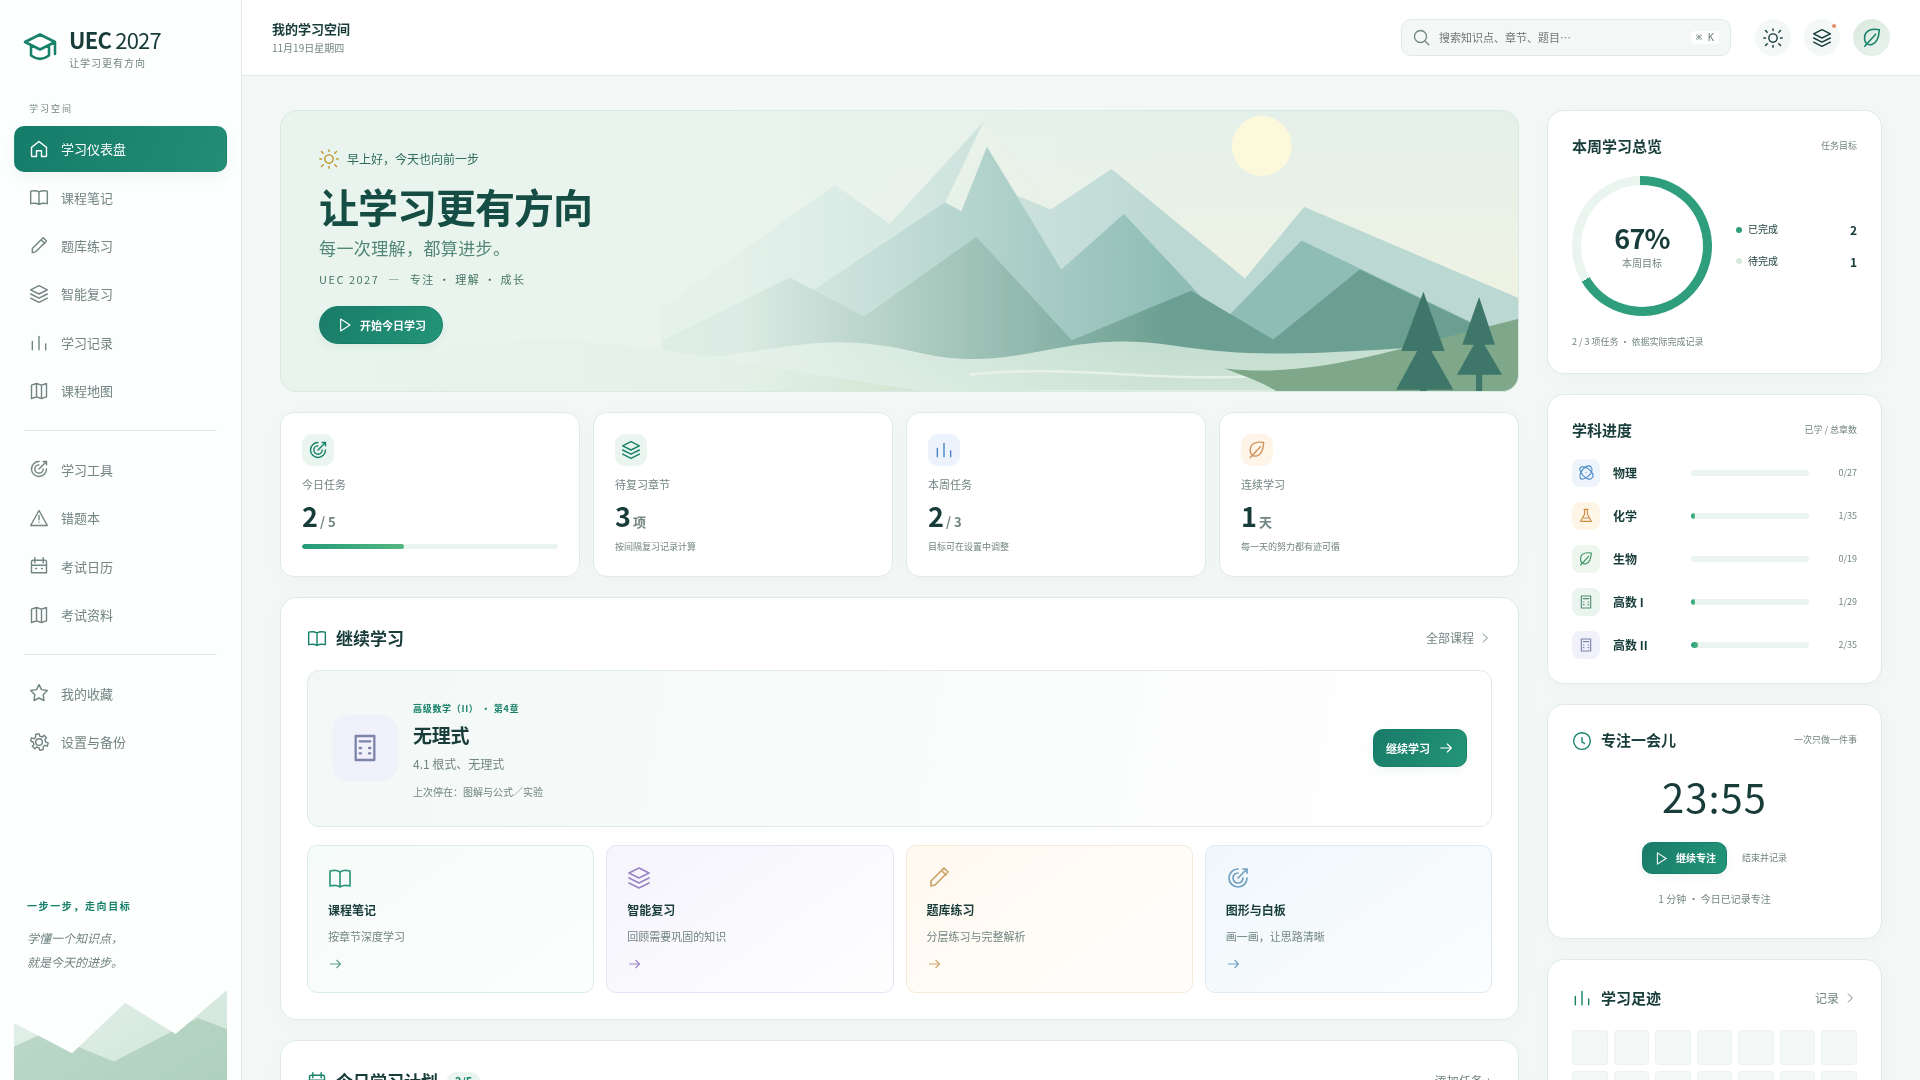 UEC 2027
让学习更有方向
学习空间
学习仪表盘
课程笔记
题库练习
智能复习
学习记录
课程地图
学习工具
错题本
考试日历
考试资料
我的收藏
设置与备份
一步一步，走向目标
学懂一个知识点，
就是今天的进步。
我的学习空间
11月19日星期四
搜索知识点、章节、题目…
⌘ K
早上好，今天也向前一步
让学习更有方向
每一次理解，都算进步。
UEC 2027 — 专注 · 理解 · 成长
开始今日学习
今日任务
2 / 5
待复习章节
3 项
按间隔复习记录计算
本周任务
2 / 3
目标可在设置中调整
连续学习
1 天
每一天的努力都有迹可循
继续学习
全部课程
高级数学（II） · 第4章
无理式
4.1 根式、无理式
上次停在：图解与公式／实验
继续学习
课程笔记
按章节深度学习
智能复习
回顾需要巩固的知识
题库练习
分层练习与完整解析
图形与白板
画一画，让思路清晰
今日学习计划 2/5
添加任务 ›
本周学习总览
任务目标
67%
本周目标
已完成 2
待完成 1
2 / 3 项任务 · 依据实际完成记录
学科进度
已学 / 总章数
物理 0/27
化学 1/35
生物 0/19
高数 I 1/29
高数 II 2/35
专注一会儿
一次只做一件事
23:55
继续专注
结束并记录
1 分钟 · 今日已记录专注
学习足迹
记录